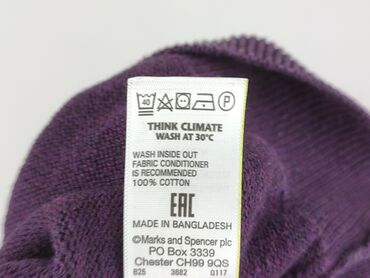 40 P
THINK CLIMATE
WASH AT 30°C
WASH INSIDE OUT
FABRIC CONDITIONER
IS RECOMMENDED
100% COTTON
EAC
MADE IN BANGLADESH
©Marks and Spencer plc
PO Box 3339
Chester CH99 9QS
825 3682 0117